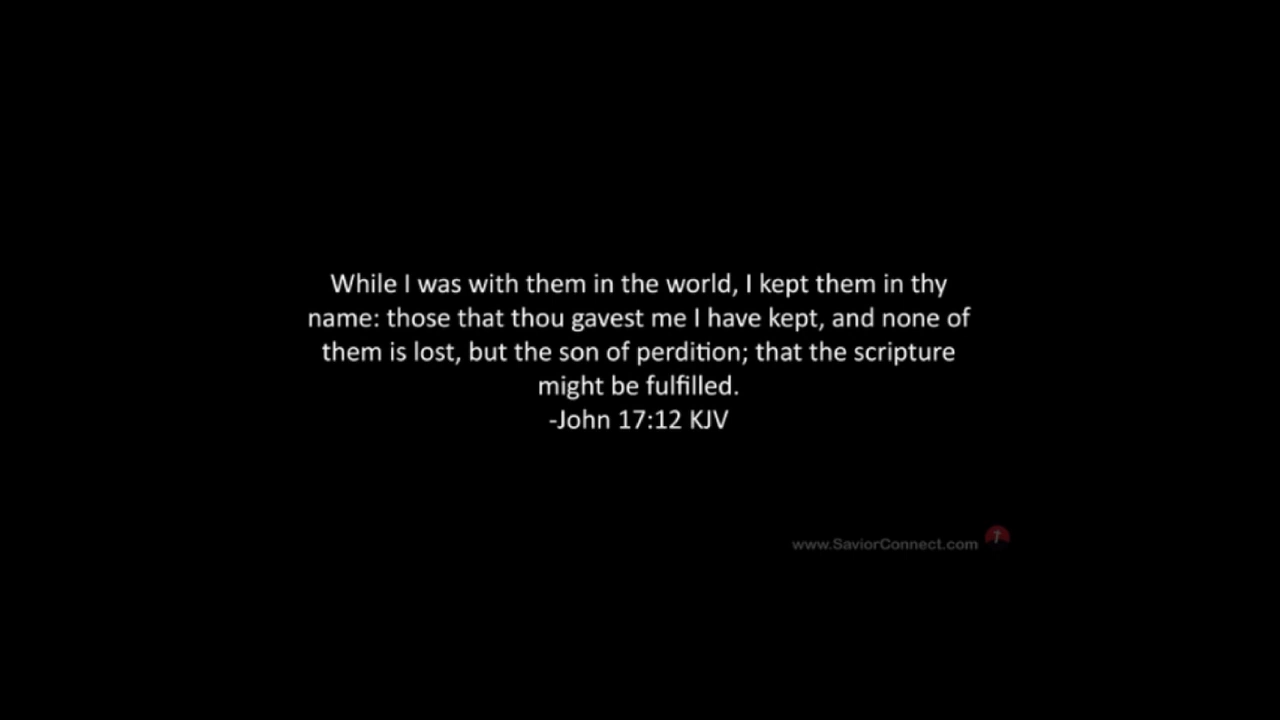 While I was with them in the world, I kept them in thy
name: those that thou gavest me I have kept, and none of
them is lost, but the son of perdition; that the scripture
might be fulfilled.
-John 17:12 KJV
www.SaviorConnect.com